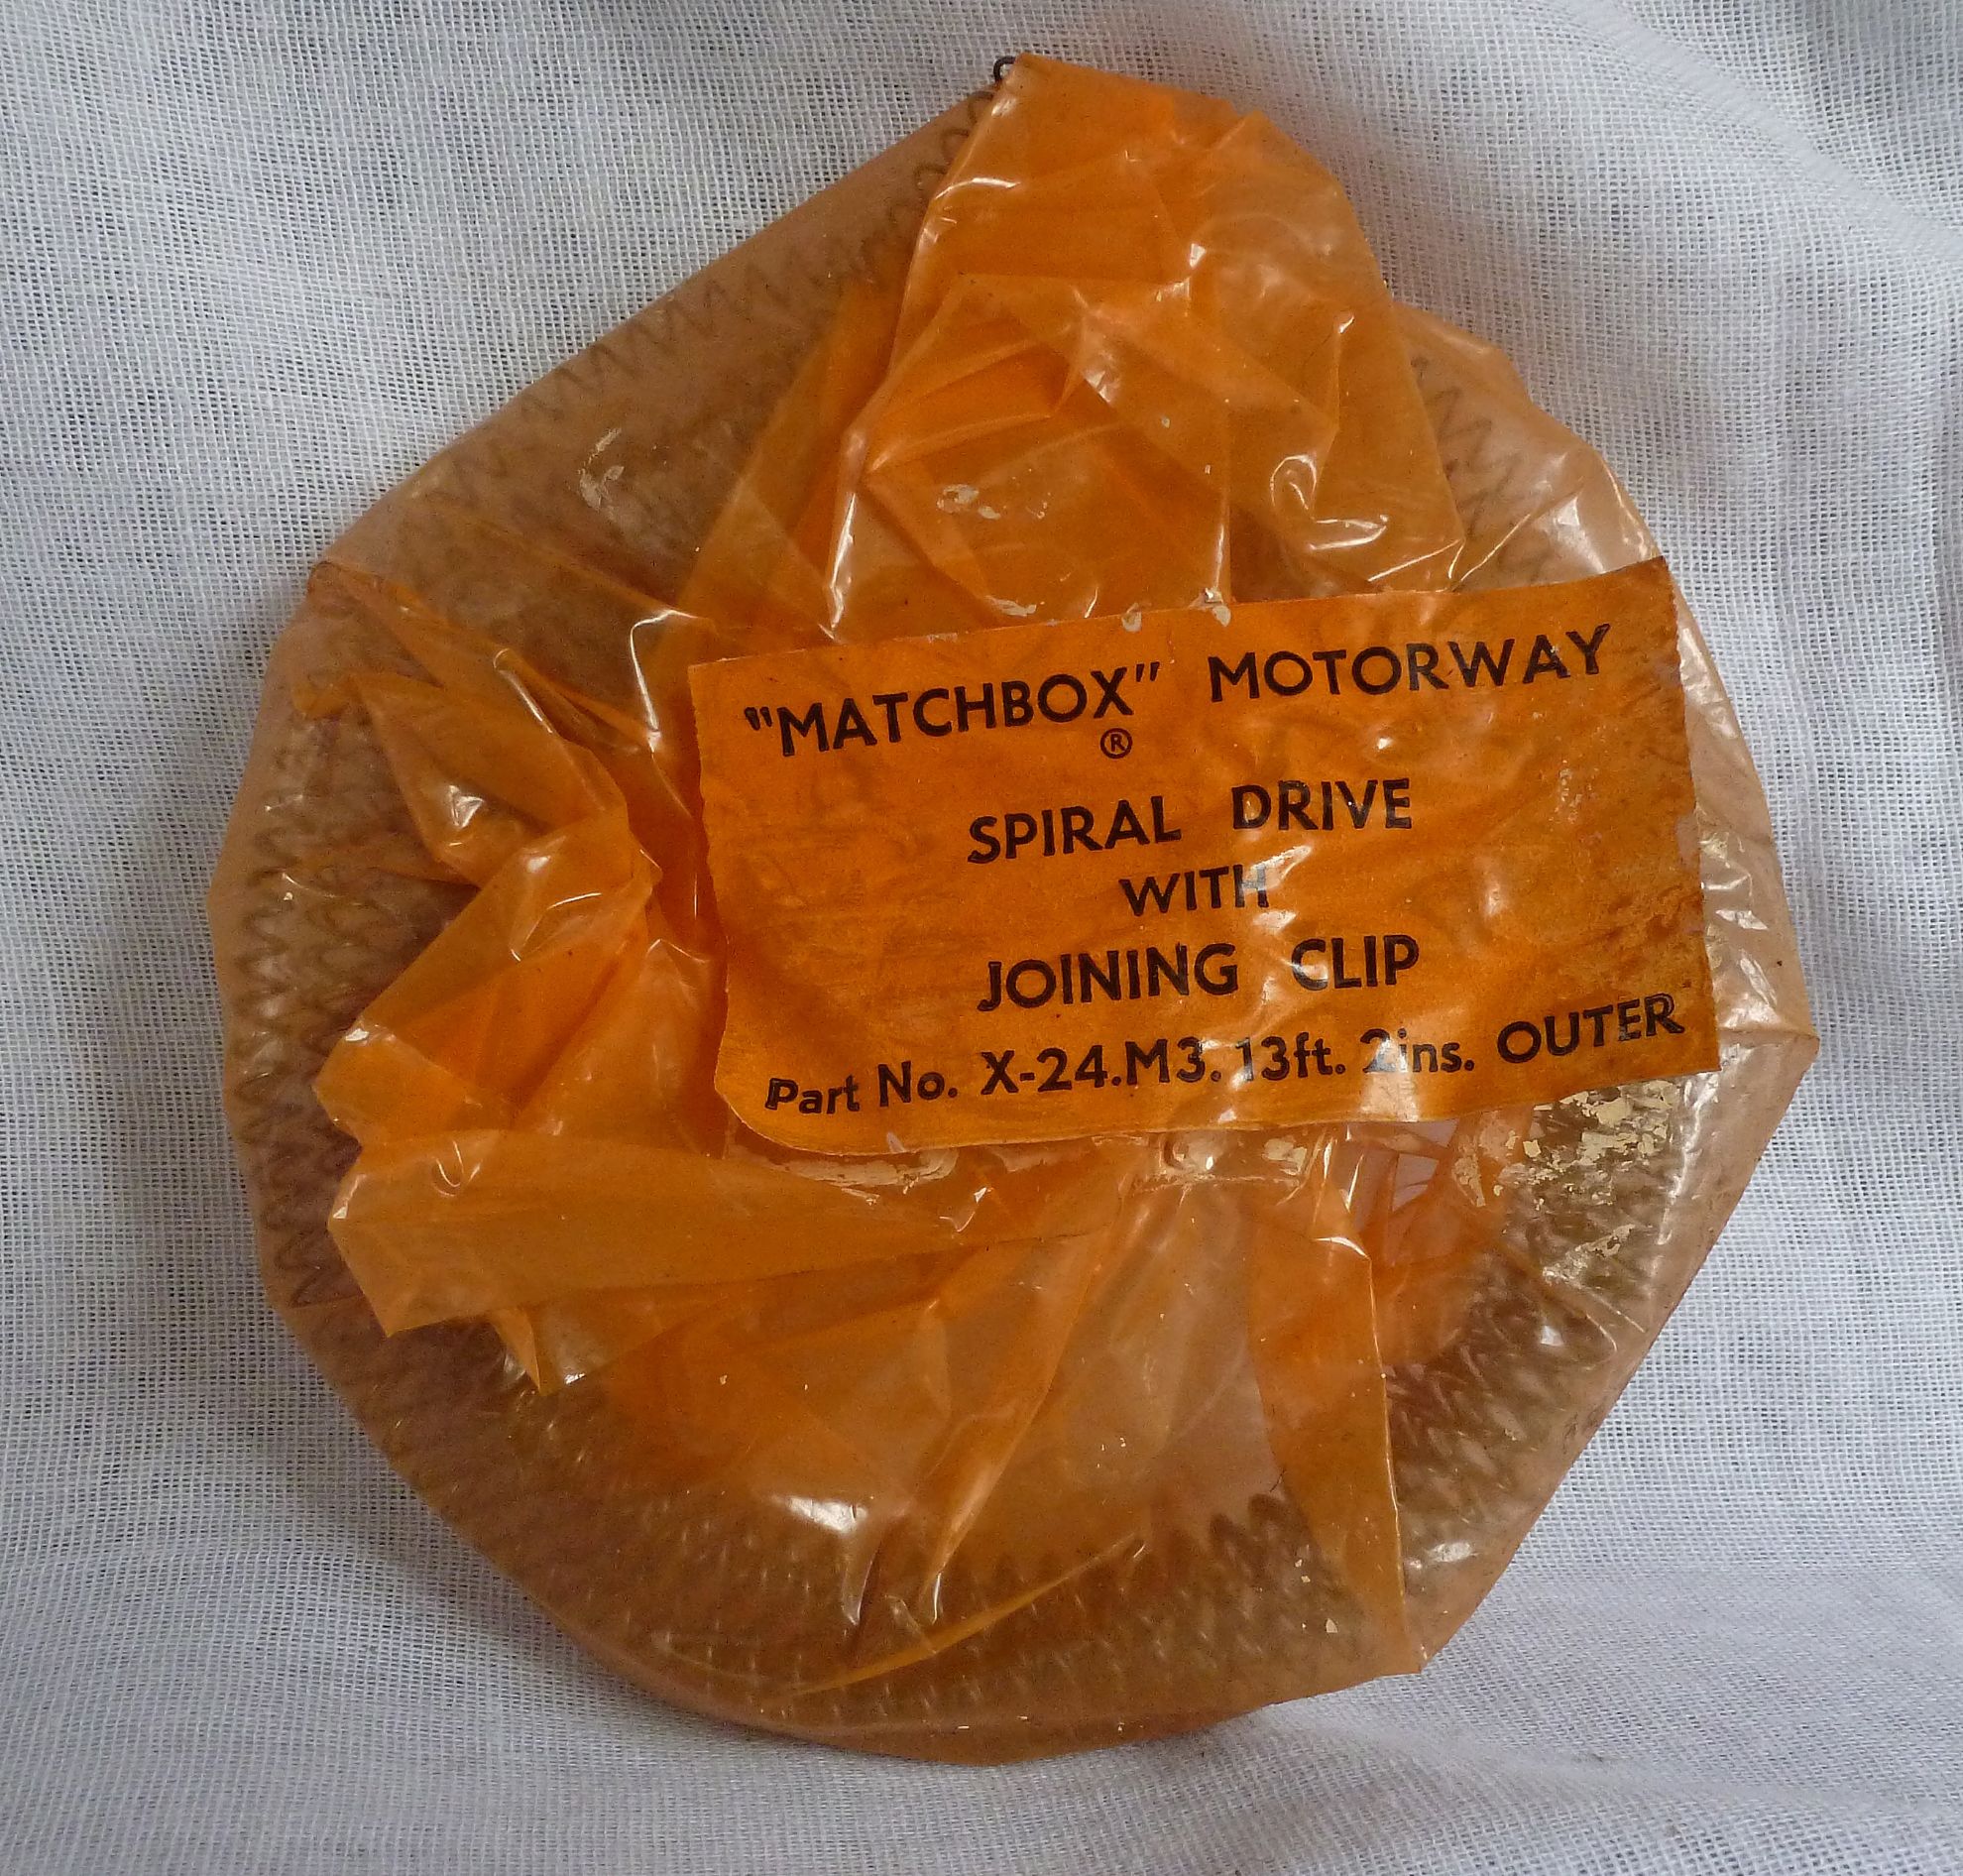 "MATCHBOX" MOTORWAY
®
SPIRAL DRIVE
WITH
JOINING CLIP
Part No. X-24.M3. 13ft. 2ins. OUTER